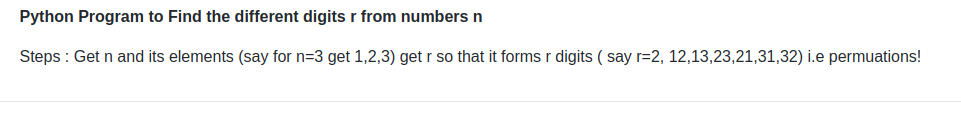 Python Program to Find the different digits r from numbers n
Steps : Get n and its elements (say for n=3 get 1,2,3) get r so that it forms r digits ( say r=2, 12,13,23,21,31,32) i.e permuations!